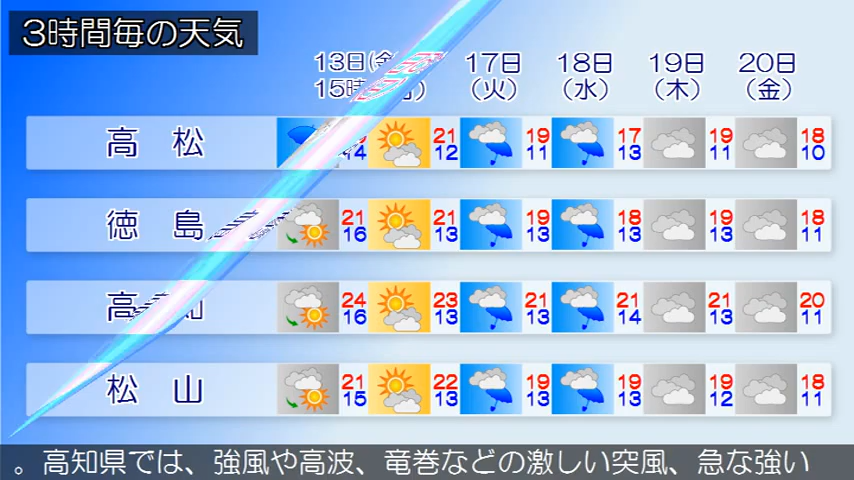 3時間毎の天気
13日 17日 18日 19日 20日
15時 (火) (水) (木) (金)
高 松 14 21 12 19 11 17 13 19 11 18 10
徳 島 21 16 21 13 19 13 18 13 19 13 18 11
高 24 16 23 13 21 13 21 14 21 13 20 11
松 山 21 15 22 13 19 13 19 13 19 12 18 11
。高知県では、強風や高波、竜巻などの激しい突風、急な強い